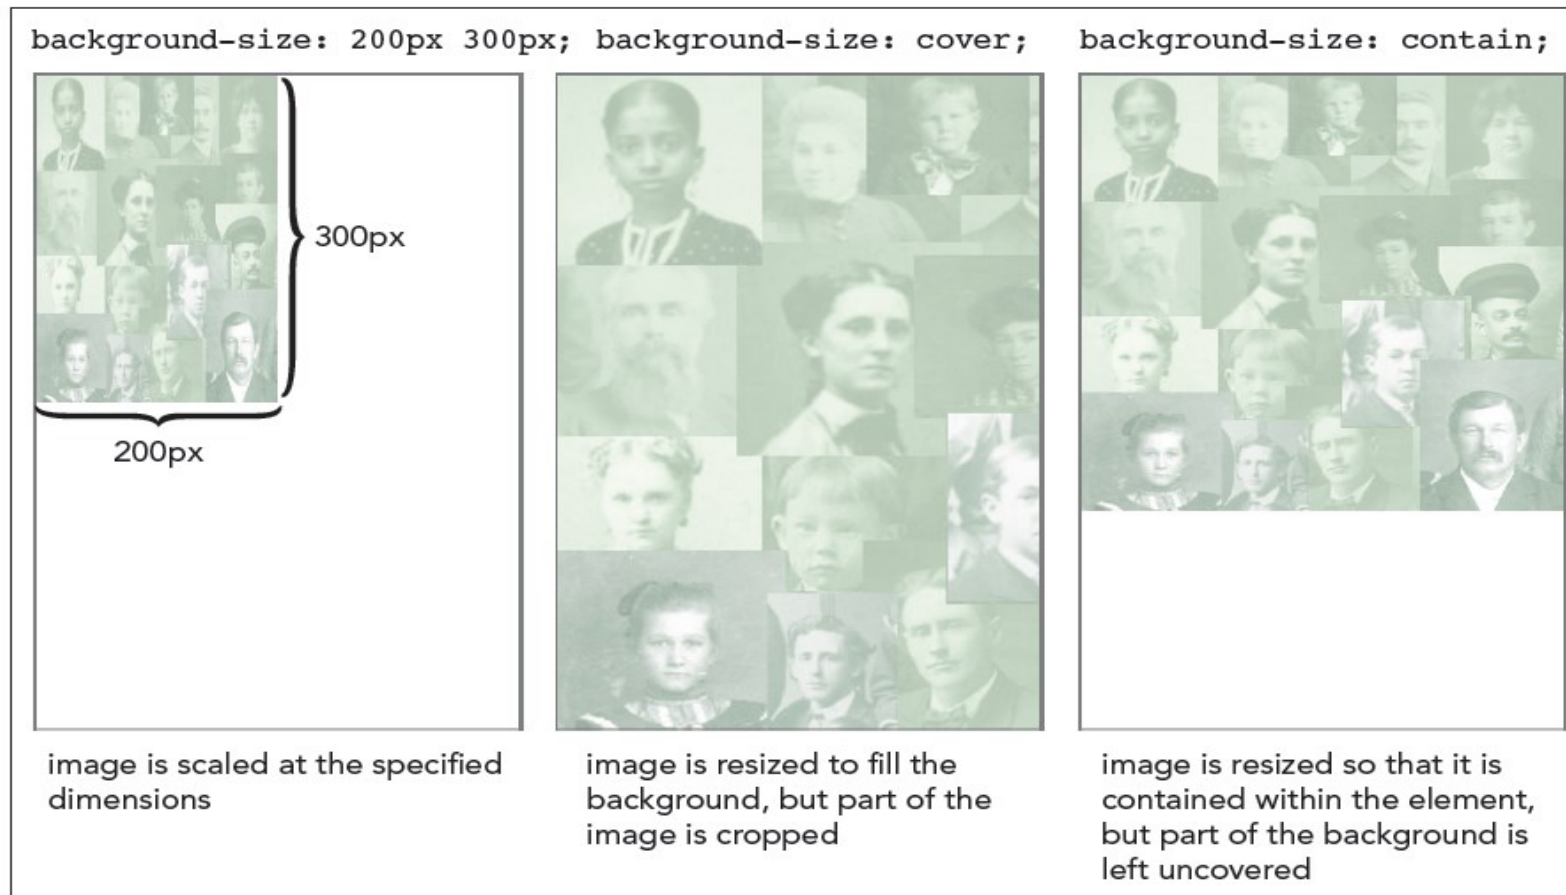 background-size: 200px 300px;
background-size: cover;
background-size: contain;
300px
200px
image is scaled at the specified
dimensions
image is resized to fill the
background, but part of the
image is cropped
image is resized so that it is
contained within the element,
but part of the background is
left uncovered